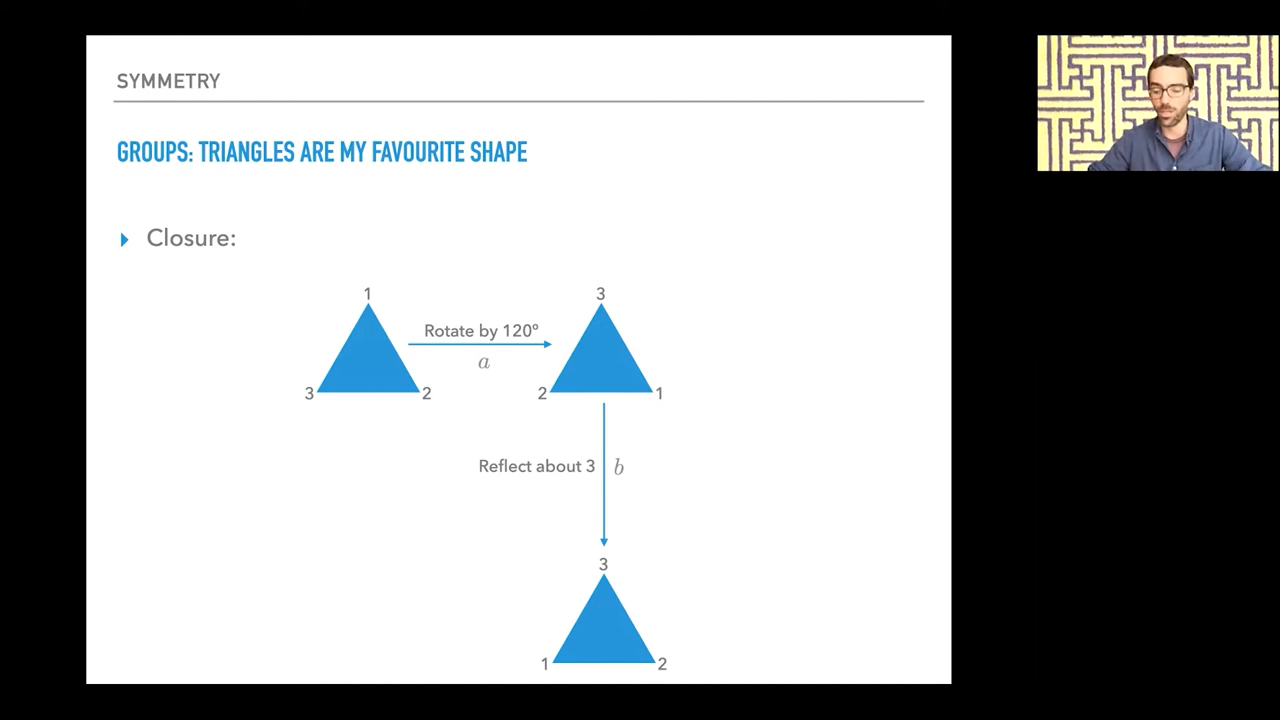 SYMMETRY
GROUPS: TRIANGLES ARE MY FAVOURITE SHAPE
Closure:
1
3
Rotate by 120º
a
3
2
2
1
Reflect about 3
b
3
1
2